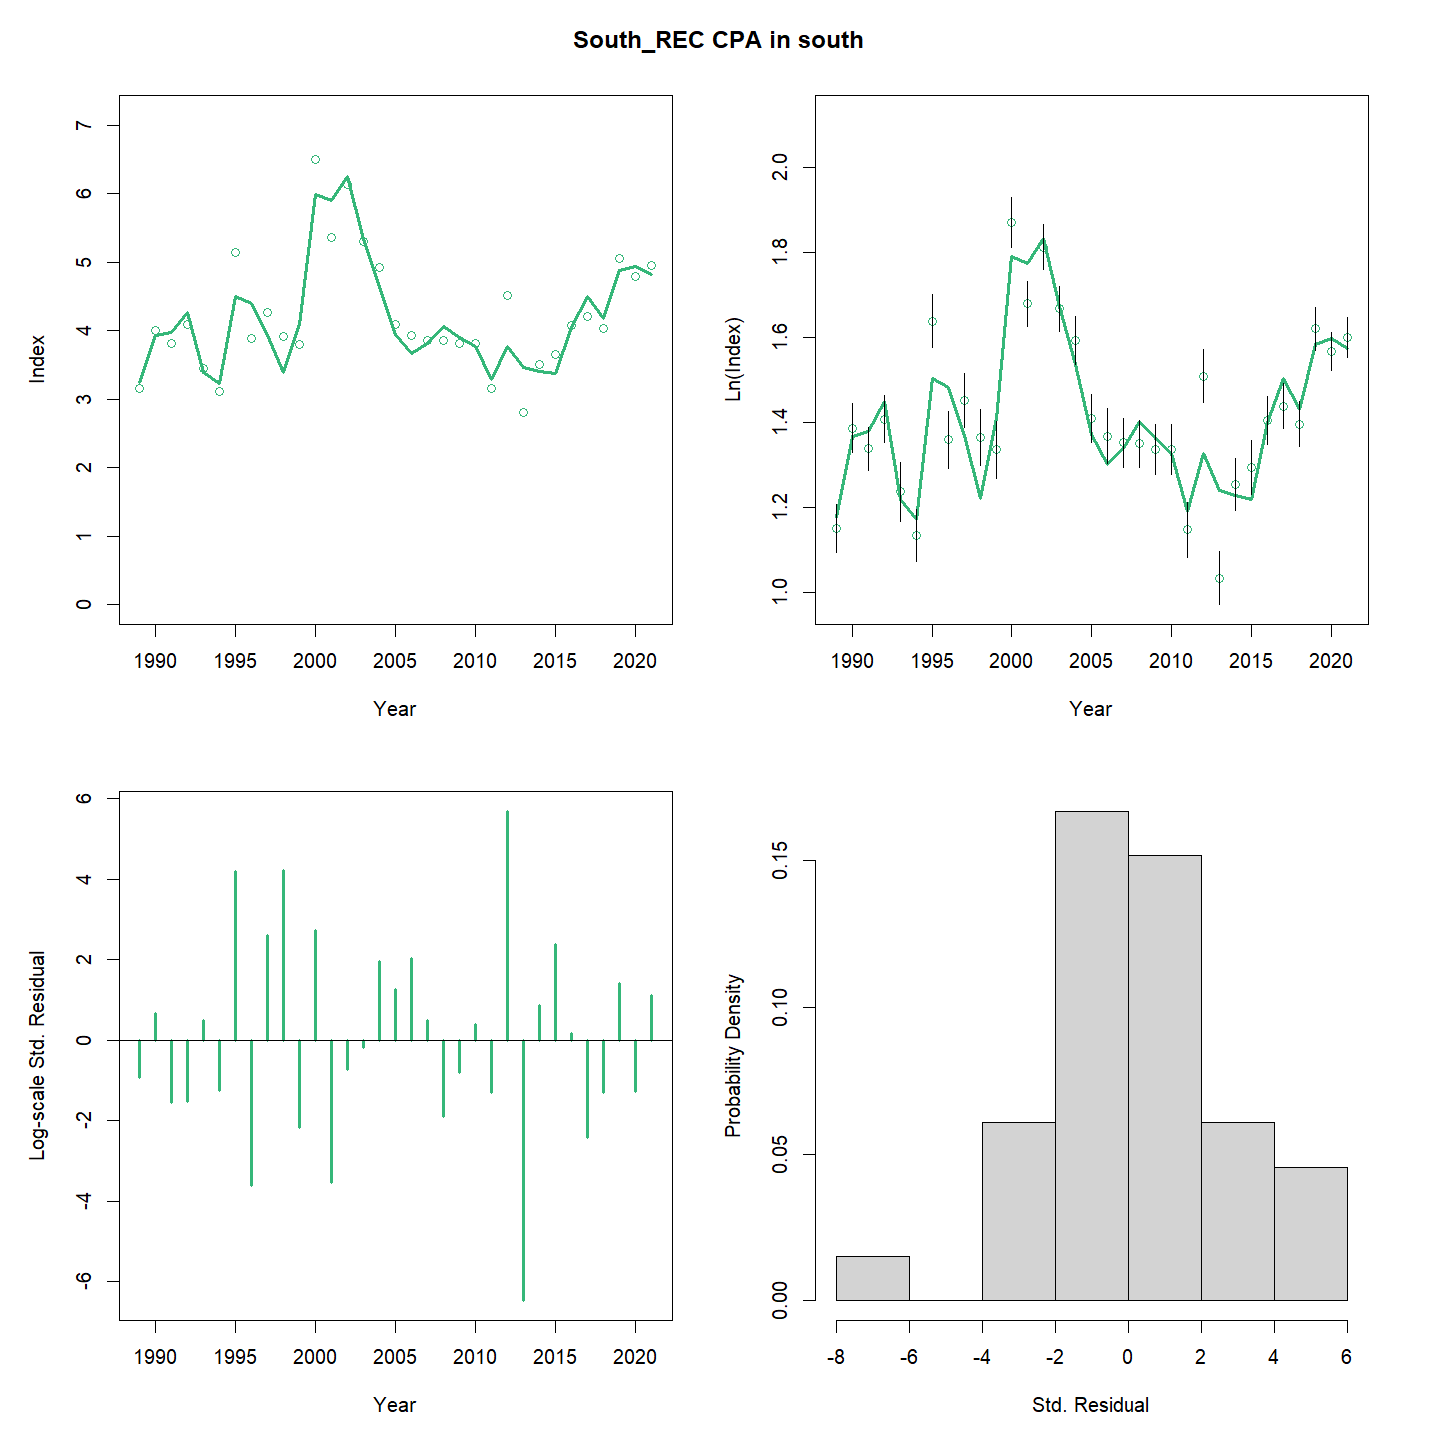 South_REC CPA in south
7
6
5
4
3
2
1
0
Index
1990 1995 2000 2005 2010 2015 2020
Year
2.0
1.8
1.6
1.4
1.2
1.0
Ln(Index)
1990 1995 2000 2005 2010 2015 2020
Year
6
4
2
0
-2
-4
-6
Log-scale Std. Residual
1990 1995 2000 2005 2010 2015 2020
Year
0.15
0.10
0.05
0.00
Probability Density
-8 -6 -4 -2 0 2 4 6
Std. Residual